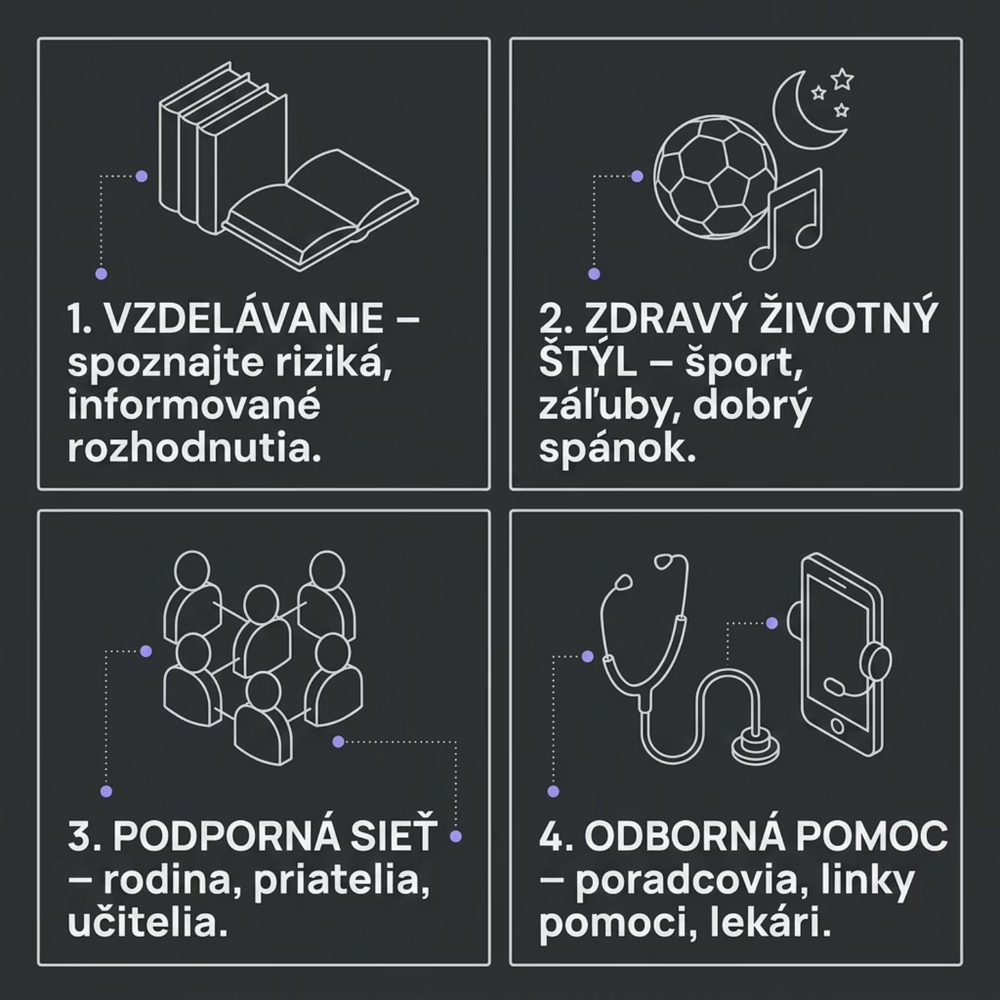 1. VZDELÁVANIE –
spoznajte riziká,
informované
rozhodnutia.
2. ZDRAVÝ ŽIVOTNÝ
ŠTÝL – šport,
záľuby, dobrý
spánok.
3. PODPORNÁ SIEŤ
– rodina, priatelia,
učitelia.
4. ODBORNÁ POMOC
– poradcovia, linky
pomoci, lekári.